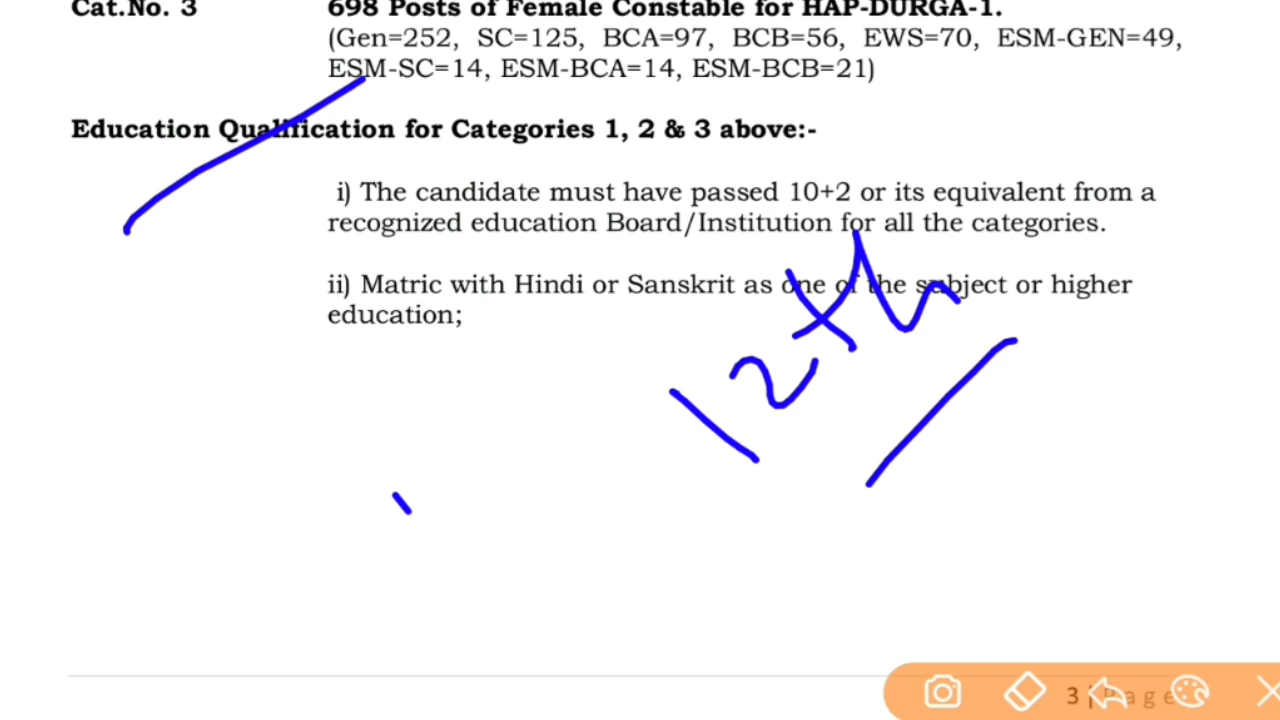 Cat.No. 3 698 Posts of Female Constable for HAP-DURGA-1.
(Gen=252, SC=125, BCA=97, BCB=56, EWS=70, ESM-GEN=49,
ESM-SC=14, ESM-BCA=14, ESM-BCB=21)
Education Qualification for Categories 1, 2 & 3 above:-
i) The candidate must have passed 10+2 or its equivalent from a
recognized education Board/Institution for all the categories.
ii) Matric with Hindi or Sanskrit as one of the subject or higher
education;
12th
3 | Page